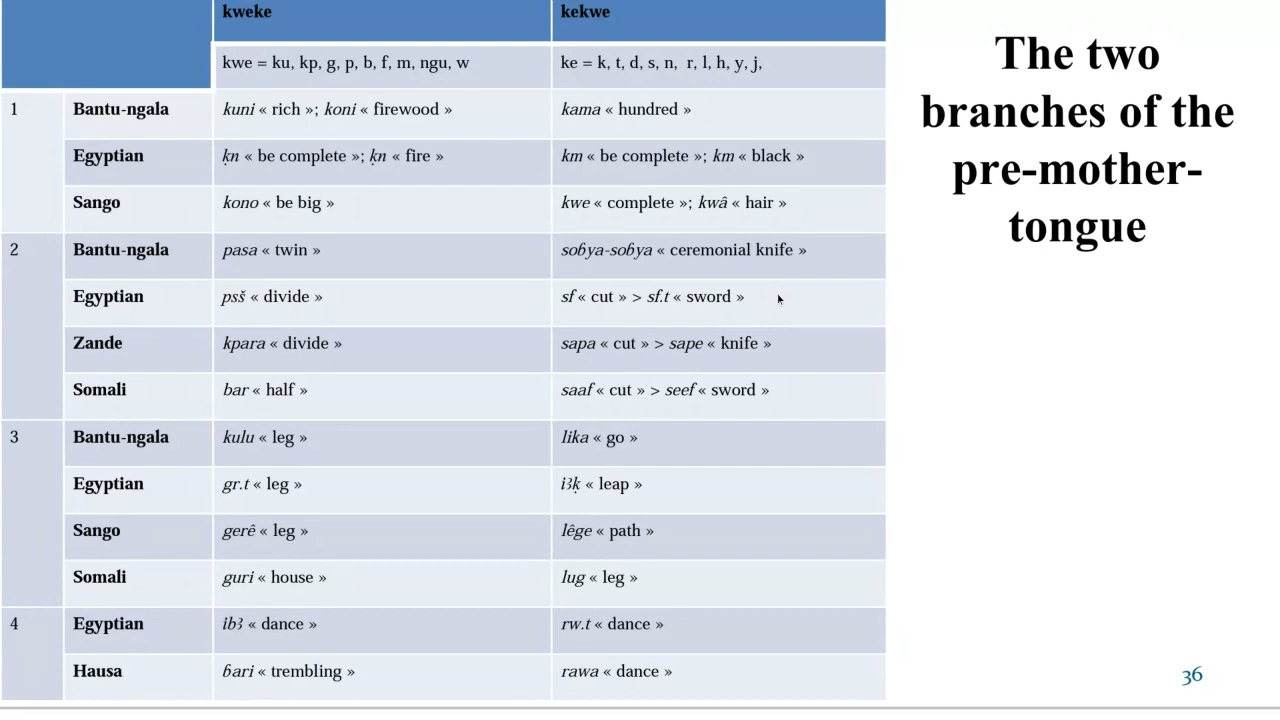 kweke kekwe
kwe = ku, kp, g, p, b, f, m, ngu, w ke = k, t, d, s, n, r, l, h, y, j,
1 Bantu-ngala kuni « rich »; koni « firewood » kama « hundred »
Egyptian ḳn « be complete »; ḳn « fire » km « be complete »; km « black »
Sango kono « be big » kwe « complete »; kwâ « hair »
2 Bantu-ngala pasa « twin » soɓya-soɓya « ceremonial knife »
Egyptian psš « divide » sf « cut » > sf.t « sword »
Zande kpara « divide » sapa « cut » > sape « knife »
Somali bar « half » saaf « cut » > seef « sword »
3 Bantu-ngala kulu « leg » lika « go »
Egyptian gr.t « leg » i҆ꜣḳ « leap »
Sango gerê « leg » lêge « path »
Somali guri « house » lug « leg »
4 Egyptian i҆bꜣ « dance » rw.t « dance »
Hausa ɓari « trembling » rawa « dance »
The two
branches of the
pre-mother-
tongue
36